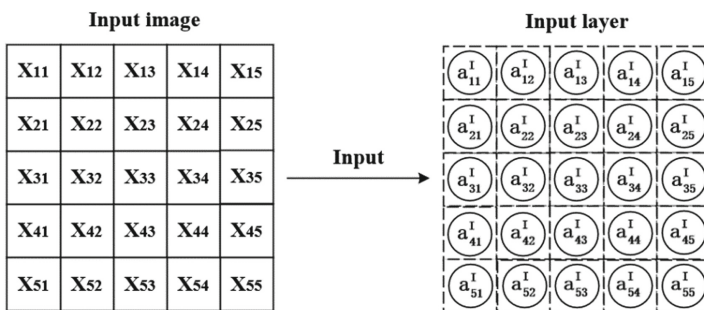 Input image
Input layer
X11 X12 X13 X14 X15
a^I_11 a^I_12 a^I_13 a^I_14 a^I_15
X21 X22 X23 X24 X25
a^I_21 a^I_22 a^I_23 a^I_24 a^I_25
Input
X31 X32 X33 X34 X35
a^I_31 a^I_32 a^I_33 a^I_34 a^I_35
X41 X42 X43 X44 X45
a^I_41 a^I_42 a^I_43 a^I_44 a^I_45
X51 X52 X53 X54 X55
a^I_51 a^I_52 a^I_53 a^I_54 a^I_55